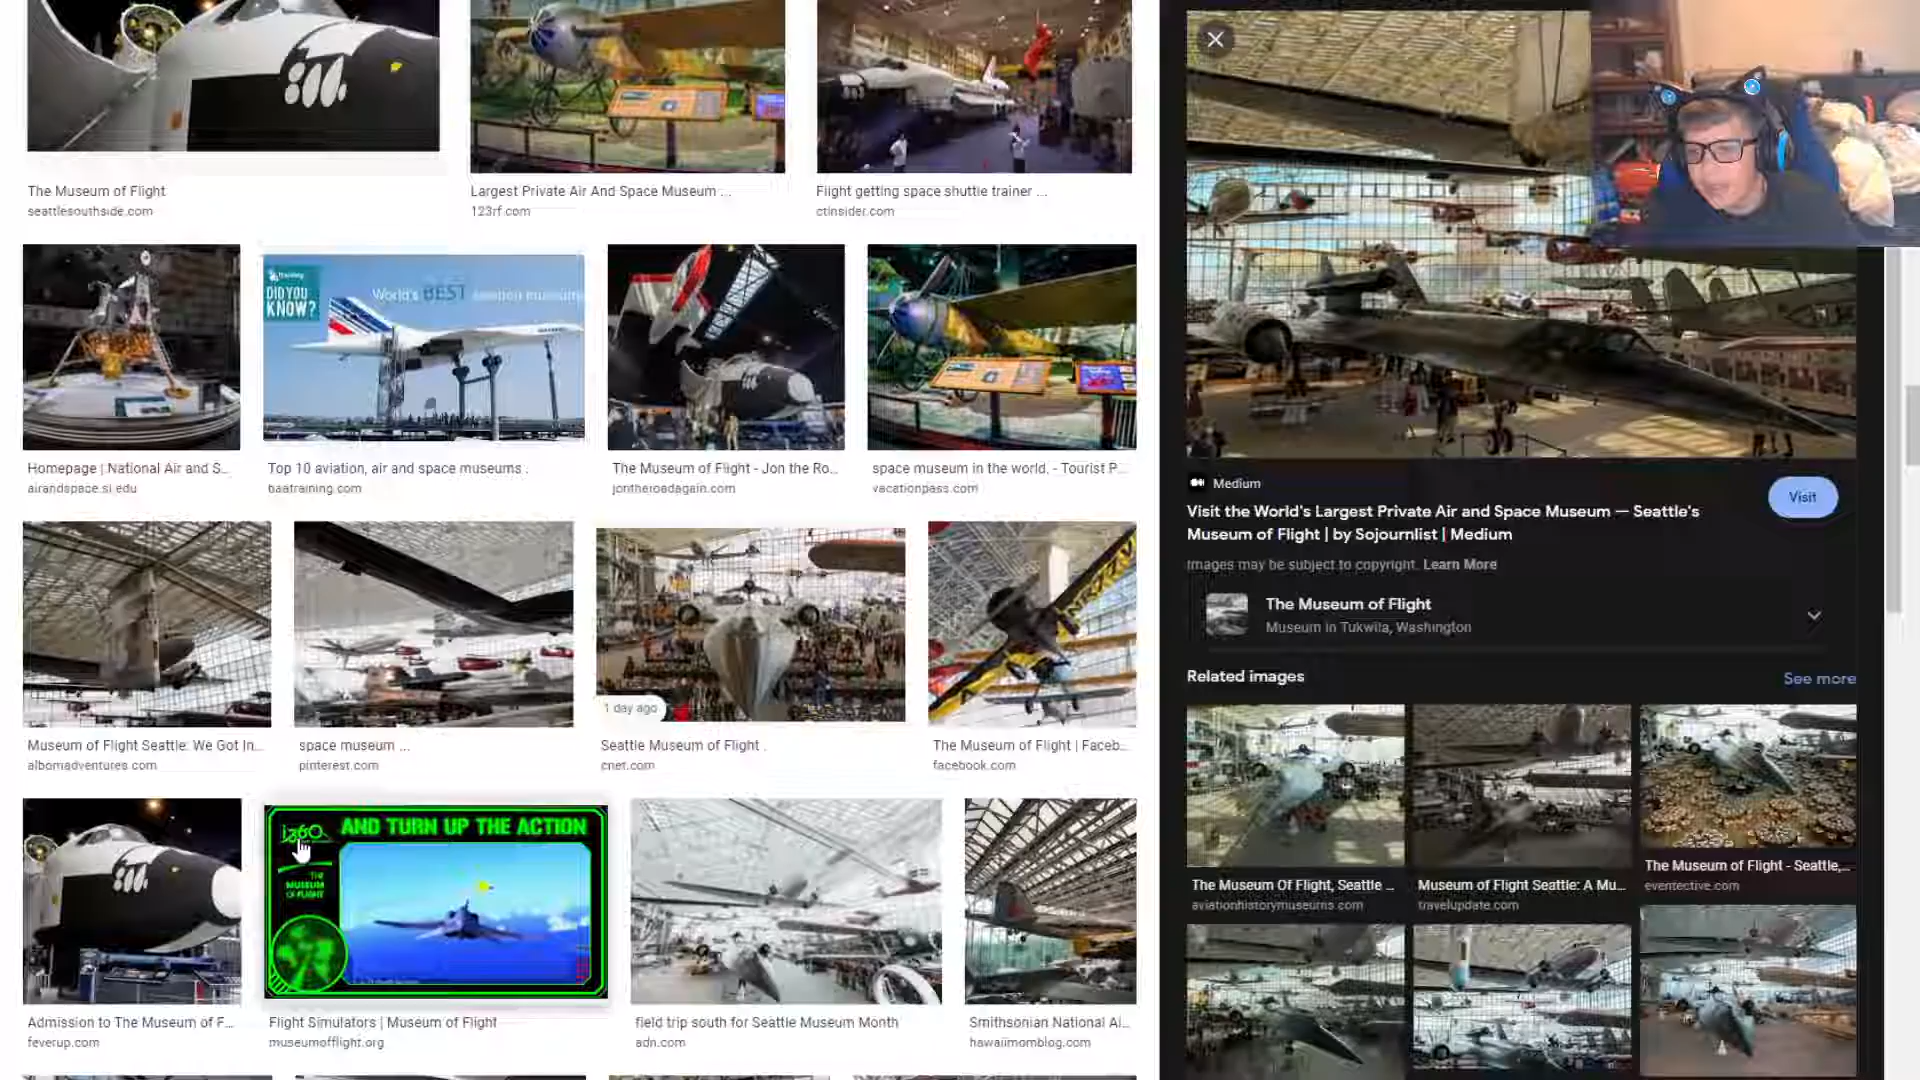 The Museum of Flight
seattlesouthside.com
Largest Private Air And Space Museum ...
123rf.com
Flight getting space shuttle trainer ...
ctinsider.com
DID YOU
KNOW?
World's BEST aviation museums
Homepage | National Air and S...
airandspace.si.edu
Top 10 aviation, air and space museums .
baatraining.com
The Museum of Flight - Jon the Ro...
jontheroadagain.com
space museum in the world. - Tourist P...
vacationpass.com
Medium
Visit
Visit the World's Largest Private Air and Space Museum — Seattle's
Museum of Flight | by Sojournlist | Medium
Images may be subject to copyright. Learn More
The Museum of Flight
Museum in Tukwila, Washington
Related images
See more
1 day ago
Museum of Flight Seattle: We Got In...
albomadventures.com
space museum ...
pinterest.com
Seattle Museum of Flight .
cnet.com
The Museum of Flight | Faceb...
facebook.com
i360
AND TURN UP THE ACTION
THE
MUSEUM
OF FLIGHT
Admission to The Museum of F...
feverup.com
Flight Simulators | Museum of Flight
museumofflight.org
field trip south for Seattle Museum Month
adn.com
Smithsonian National Ai...
hawaiimomblog.com
The Museum Of Flight, Seattle ...
aviationhistorymuseums.com
Museum of Flight Seattle: A Mu...
travelupdate.com
The Museum of Flight - Seattle,...
eventective.com